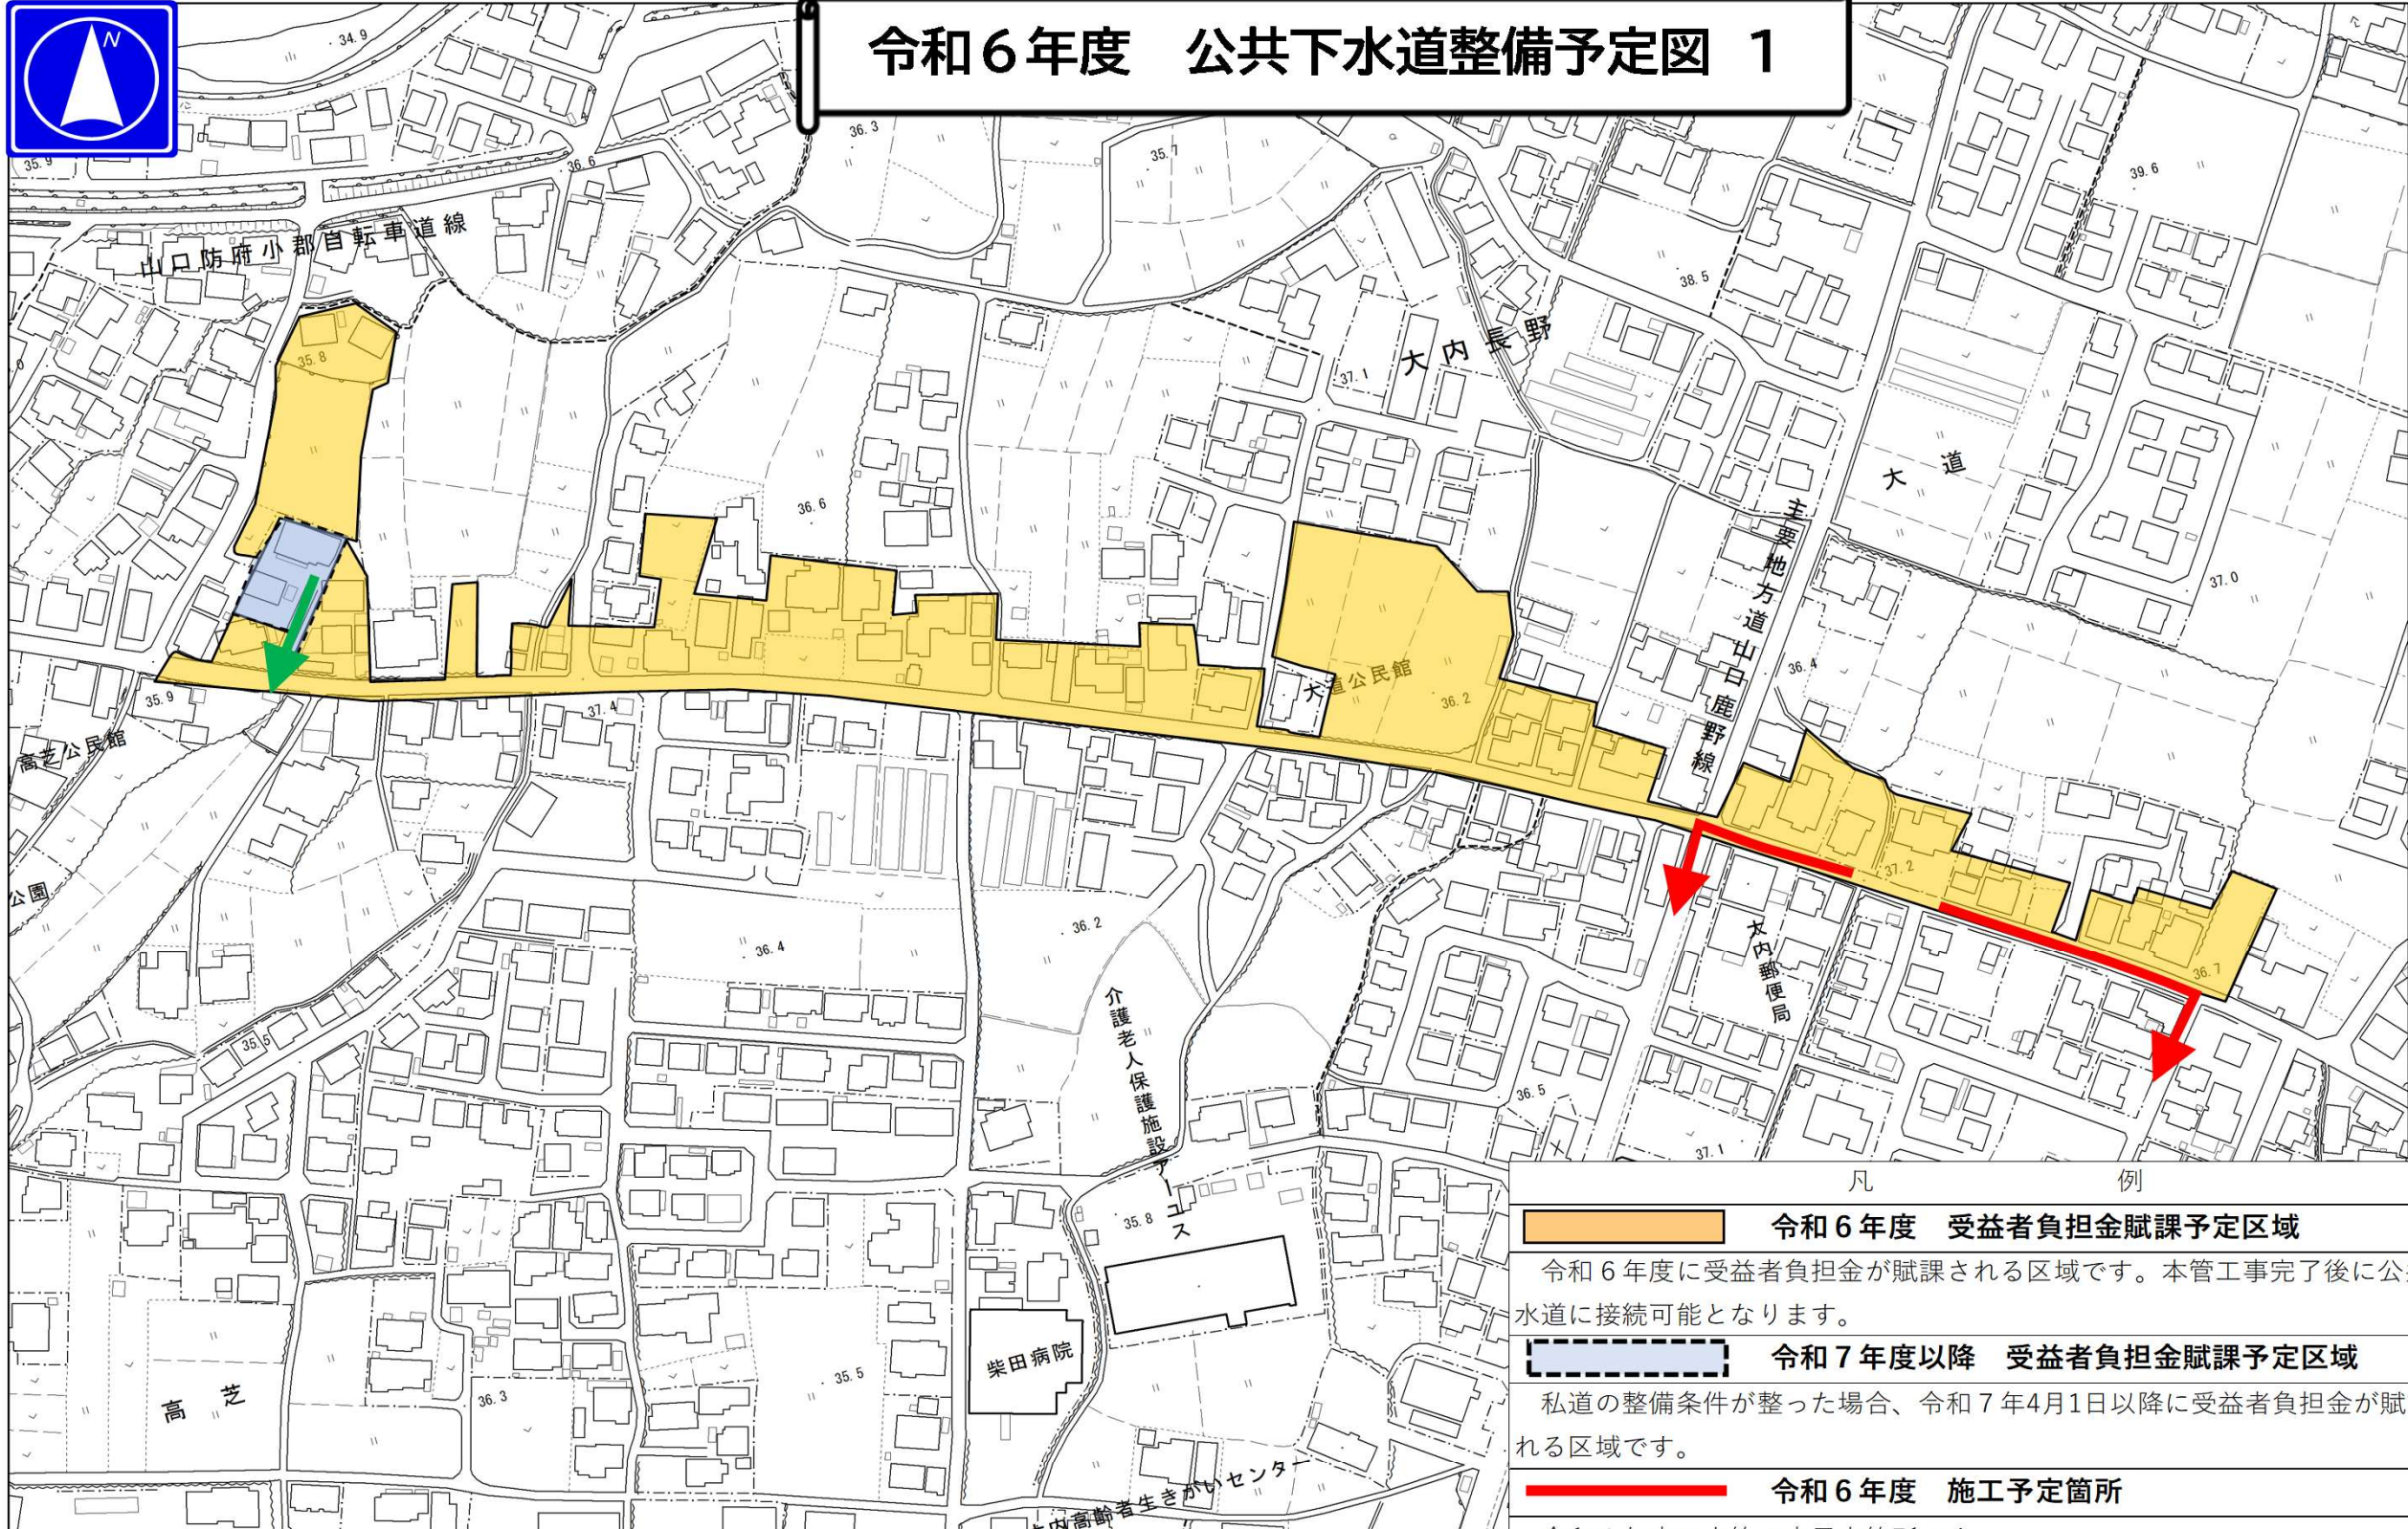 N
令和６年度　公共下水道整備予定図 1
34.9
36.3
35.7
35.9
36.6
39.6
山口防府小郡自転車道線
38.5
35.8
大内長野
37.1
大道
36.6
主要地方道山口鹿野線
37.0
大道公民館
36.4
36.2
35.9
37.4
高芝公民館
37.2
公園
36.2
大内郵便局
36.4
36.7
介護老人保護施設アーユス
35.5
36.5
37.1
35.8
柴田病院
35.5
36.3
高芝
内高齢者生きがいセンター
凡例
令和６年度　受益者負担金賦課予定区域
令和６年度に受益者負担金が賦課される区域です。本管工事完了後に公
水道に接続可能となります。
令和７年度以降　受益者負担金賦課予定区域
私道の整備条件が整った場合、令和７年4月1日以降に受益者負担金が賦
れる区域です。
令和６年度　施工予定箇所